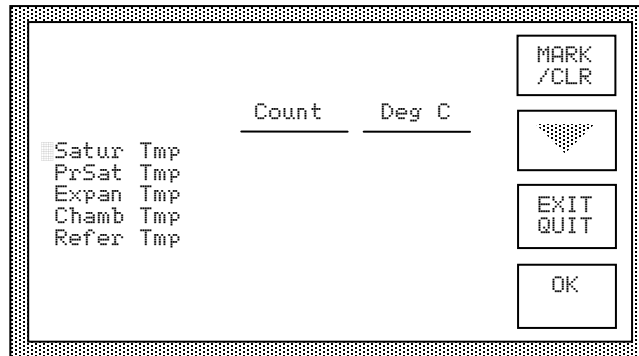 MARK
/CLR
Count Deg C
Satur Tmp
PrSat Tmp
Expan Tmp
Chamb Tmp
Refer Tmp
EXIT
QUIT
OK